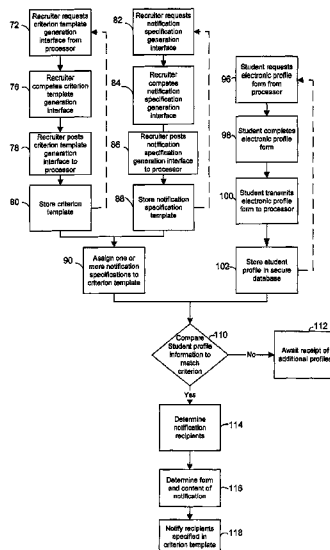 72
Recruiter requests
criterion template
generation
interface from
processor
76
Recruiter
competes criterion
template
generation
interface
78
Recruiter posts
criterion template
generation
interface to
processor
80
Store criterion
template
82
Recruiter requests
notification
specification
generation
interface
84
Recruiter
competes
notification
specification
generation
interface
86
Recruiter posts
notification
specification
generation
interface to
processor
88
Store notification
specification
template
90
Assign one or
more notification
specifications to
criterion template
96
Student requests
electronic profile
form from
processor
98
Student completes
electronic profile
form
100
Student transmits
electronic profile
form to processor
102
Store student
profile in secure
database
110
Compare
Student profile
information to
match
criterion
No
112
Await receipt of
additional profiles
Yes
114
Determine
notification
recipients
116
Determine form
and content of
notification
118
Notify recipients
specified in
criterion template